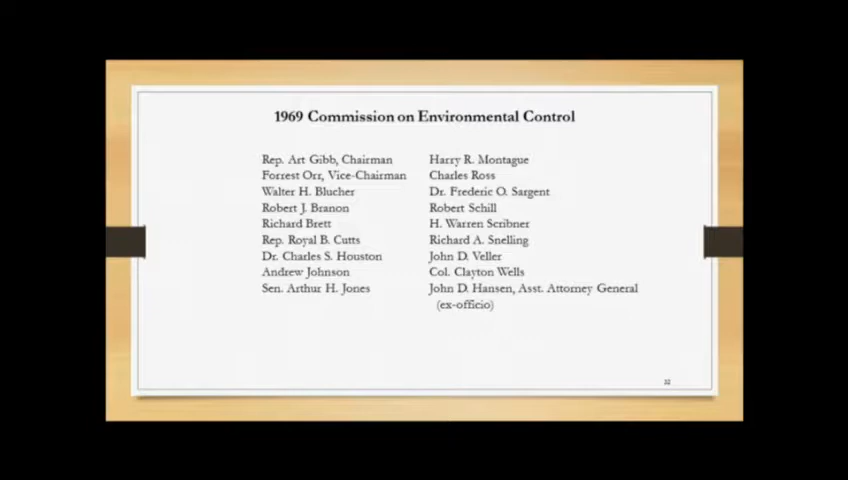 1969 Commission on Environmental Control
Rep. Art Gibb, Chairman
Forrest Orr, Vice-Chairman
Walter H. Blucher
Robert J. Branon
Richard Brett
Rep. Royal B. Cutts
Dr. Charles S. Houston
Andrew Johnson
Sen. Arthur H. Jones
Harry R. Montague
Charles Ross
Dr. Frederic O. Sargent
Robert Schill
H. Warren Scribner
Richard A. Snelling
John D. Veller
Col. Clayton Wells
John D. Hansen, Asst. Attorney General
(ex-officio)
32